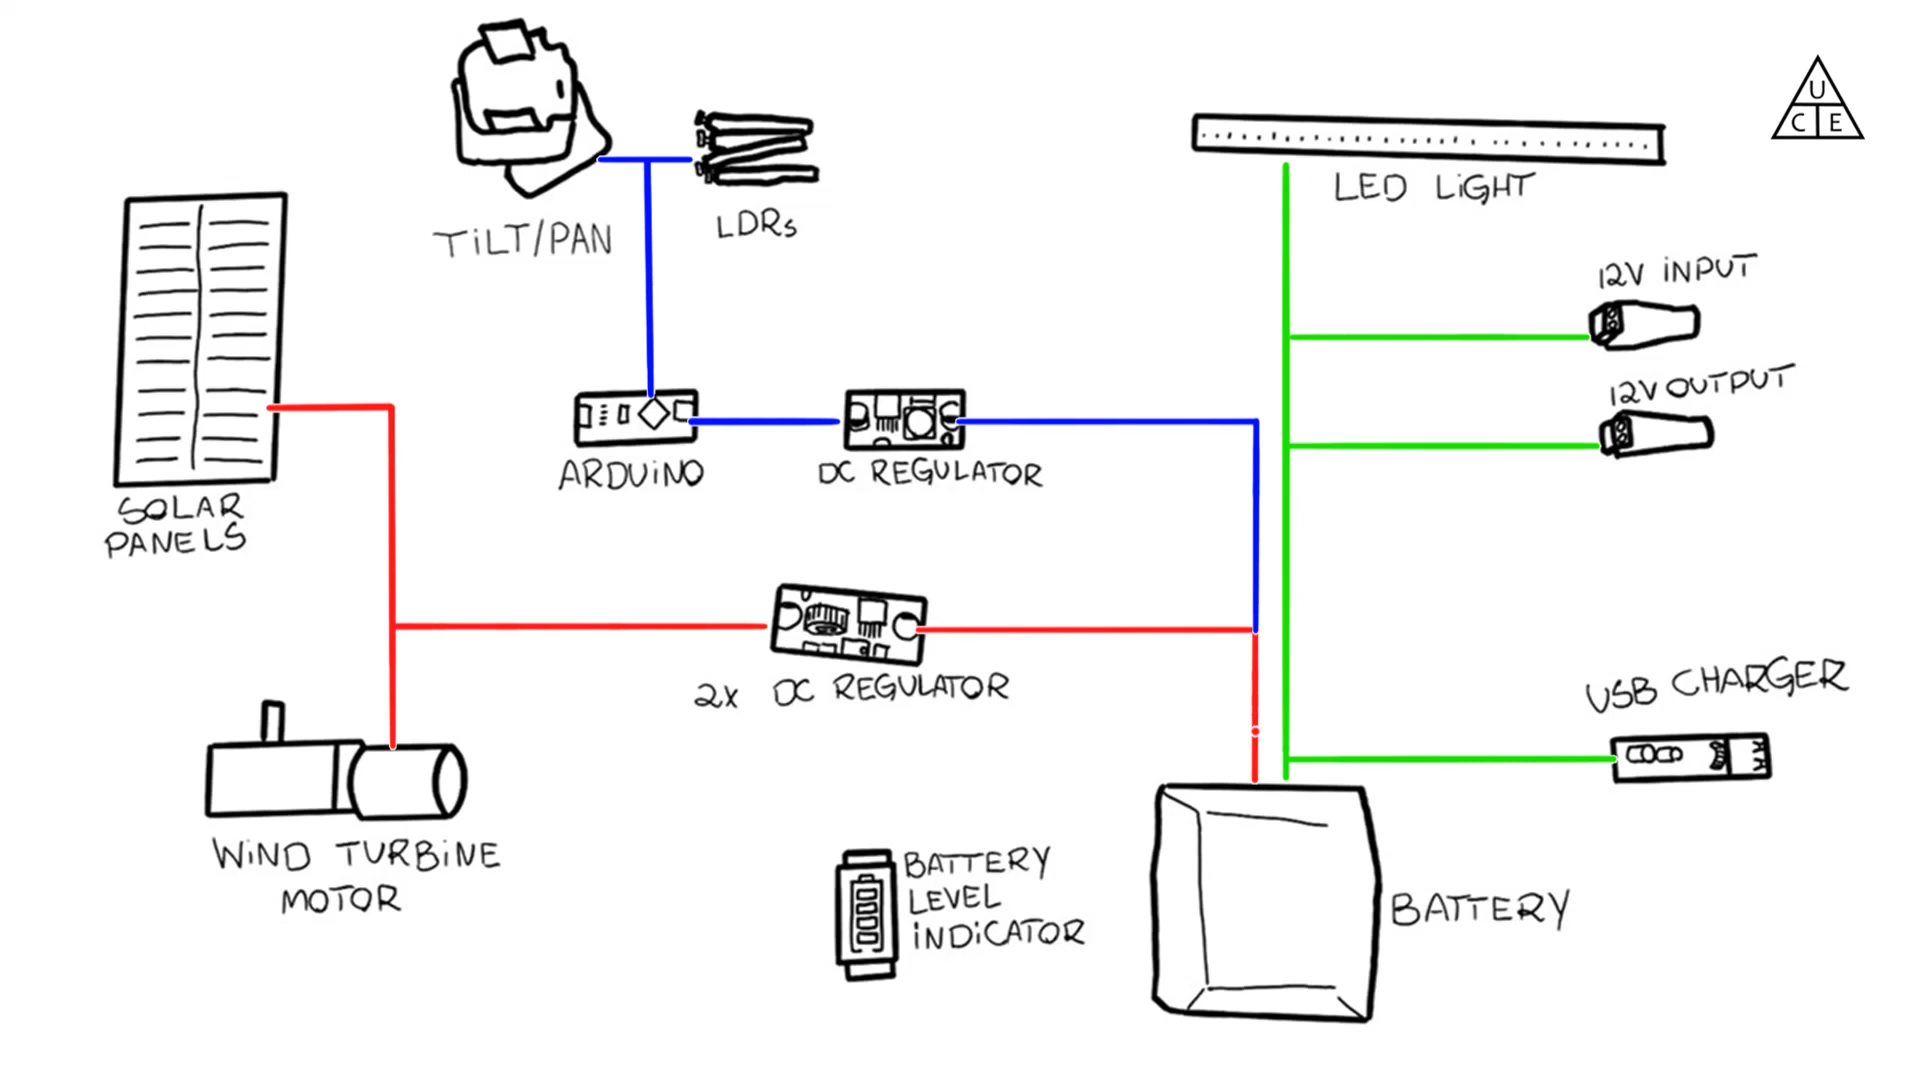 U
C E
TiLT/PAN
LDRs
LED LiGHT
12V iNPUT
12V OUTPUT
ARDUiNO
DC REGULATOR
SOLAR
PANELS
2x DC REGULATOR
USB CHARGER
WiND TURBiNE
MOTOR
BATTERY
LEVEL
iNDiCATOR
BATTERY